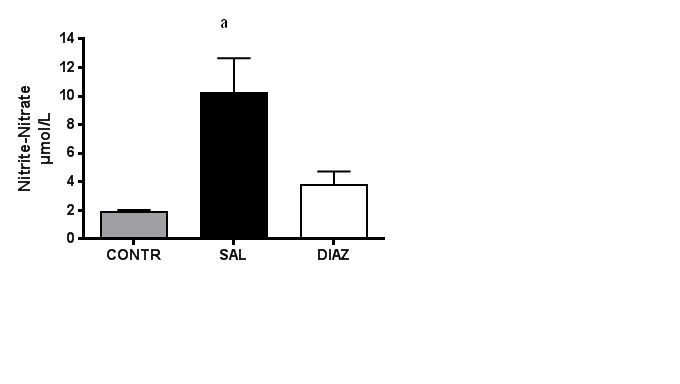 a
14
12
10
8
6
4
2
0
Nitrite-Nitrate
µmol/L
CONTR SAL DIAZ